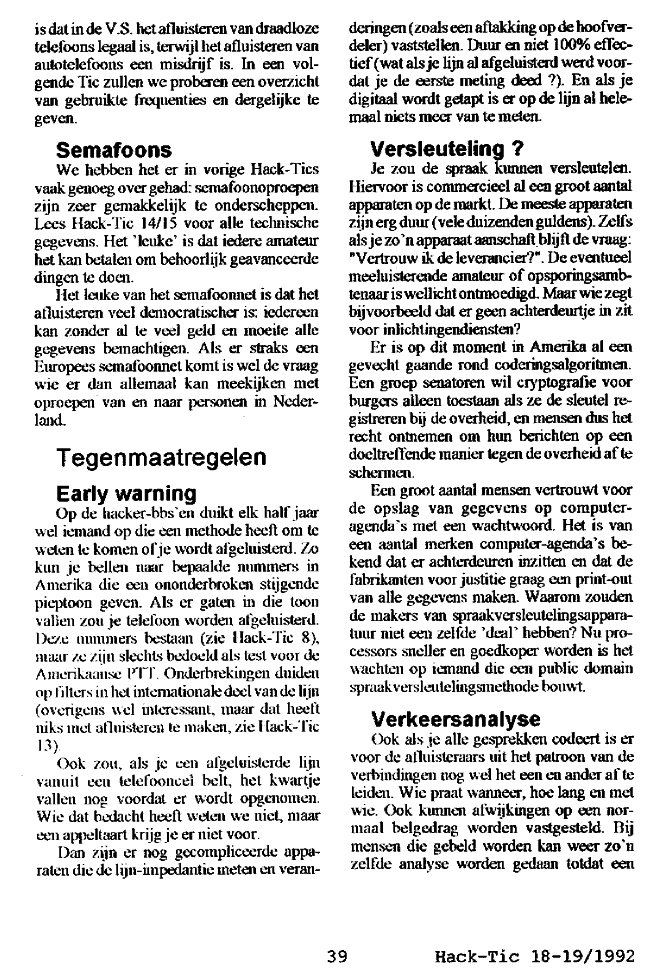 is dat in de V.S. het afluisteren van draadloze
telefoons legaal is, terwijl het afluisteren van
autotelefoons een misdrijf is. In een vol-
gende Tic zullen we proberen een overzicht
van gebruikte frequenties en dergelijke te
geven.
Semafoons
We hebben het er in vorige Hack-Tics
vaak genoeg over gehad: semafoonoproepen
zijn zeer gemakkelijk te onderscheppen.
Lees Hack-Tic 14/15 voor alle technische
gegevens. Het 'leuke' is dat iedere amateur
het kan betalen om behoorlijk geavanceerde
dingen te doen.
Het leuke van het semafoonnet is dat het
afluisteren veel democratischer is: iedereen
kan zonder al te veel geld en moeite alle
gegevens bemachtigen. Als er straks een
Europees semafoonnet komt is wel de vraag
wie er dan allemaal kan meekijken met
oproepen van en naar personen in Neder-
land.
Tegenmaatregelen
Early warning
Op de hacker-bbs'en duikt elk half jaar
wel iemand op die een methode heeft om te
weten te komen of je wordt afgeluisterd. Zo
kun je bellen naar bepaalde nummers in
Amerika die een ononderbroken stijgende
pieptoon geven. Als er gaten in die toon
vallen zou je telefoon worden afgeluisterd.
Deze nummers bestaan (zie Hack-Tic 8),
maar ze zijn slechts bedoeld als test voor de
Amerikaanse PTT. Onderbrekingen duiden
op filters in het internationale deel van de lijn
(overigens wel interessant, maar dat heeft
niks met afluisteren te maken, zie Hack-Tic
13)
Ook zou, als je een afgeluisterde lijn
vanuit een telefooncel belt, het kwartje
vallen nog voordat er wordt opgenomen.
Wie dat bedacht heeft weten we niet, maar
een appeltaart krijg je er niet voor.
Dan zijn er nog gecompliceerde appa-
raten die de lijn-impedantie meten en veran-
deringen (zoals een aftakking op de hoofver-
deler) vaststellen. Duur en niet 100% effec-
tief (wat als je lijn al afgeluisterd werd voor-
dat je de eerste meting deed ?). En als je
digitaal wordt getapt is er op de lijn al hele-
maal niets meer van te meten.
Versleuteling ?
Je zou de spraak kunnen versleutelen.
Hiervoor is commercieel al een groot aantal
apparaten op de markt. De meeste apparaten
zijn erg duur (vele duizenden guldens). Zelfs
als je zo'n apparaat aanschaft blijft de vraag:
"Vertrouw ik de leverancier?". De eventueel
meeluisterende amateur of opsporingsamb-
tenaar is wellicht ontmoedigd. Maar wie zegt
bijvoorbeeld dat er geen achterdeurtje in zit
voor inlichtingendiensten?
Er is op dit moment in Amerika al een
gevecht gaande rond coderingsalgoritmen.
Een groep senatoren wil cryptografie voor
burgers alleen toestaan als ze de sleutel re-
gistreren bij de overheid, en mensen dus het
recht ontnemen om hun berichten op een
doeltreffende manier tegen de overheid af te
schermen.
Een groot aantal mensen vertrouwt voor
de opslag van gegevens op computer-
agenda's met een wachtwoord. Het is van
een aantal merken computer-agenda's be-
kend dat er achterdeuren inzitten en dat de
fabrikanten voor justitie graag een print-out
van alle gegevens maken. Waarom zouden
de makers van spraakversleutelingsappara-
tuur niet een zelfde 'deal' hebben? Nu pro-
cessors sneller en goedkoper worden is het
wachten op iemand die een public domain
spraakversleutelingsmethode bouwt.
Verkeersanalyse
Ook als je alle gesprekken codeert is er
voor de afluisteraars uit het patroon van de
verbindingen nog wel het een en ander af te
leiden. Wie praat wanneer, hoe lang en met
wie. Ook kunnen afwijkingen op een nor-
maal belgedrag worden vastgesteld. Bij
mensen die gebeld worden kan weer zo'n
zelfde analyse worden gedaan totdat een
39 Hack-Tic 18-19/1992